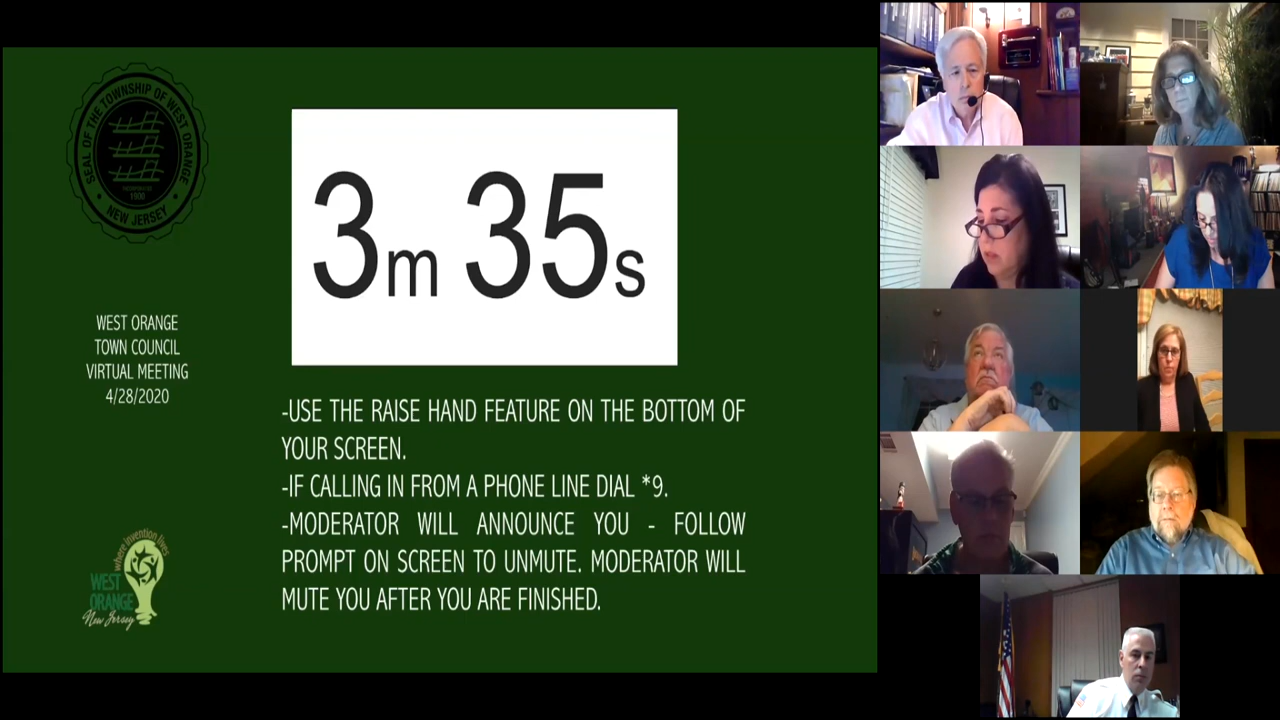 SEAL OF THE TOWNSHIP OF WEST ORANGE
1900
NEW JERSEY
WEST ORANGE
TOWN COUNCIL
VIRTUAL MEETING
4/28/2020
where invention lives
WEST
ORANGE
New Jersey
3m 35s
-USE THE RAISE HAND FEATURE ON THE BOTTOM OF
YOUR SCREEN.
-IF CALLING IN FROM A PHONE LINE DIAL *9.
-MODERATOR WILL ANNOUNCE YOU - FOLLOW
PROMPT ON SCREEN TO UNMUTE. MODERATOR WILL
MUTE YOU AFTER YOU ARE FINISHED.